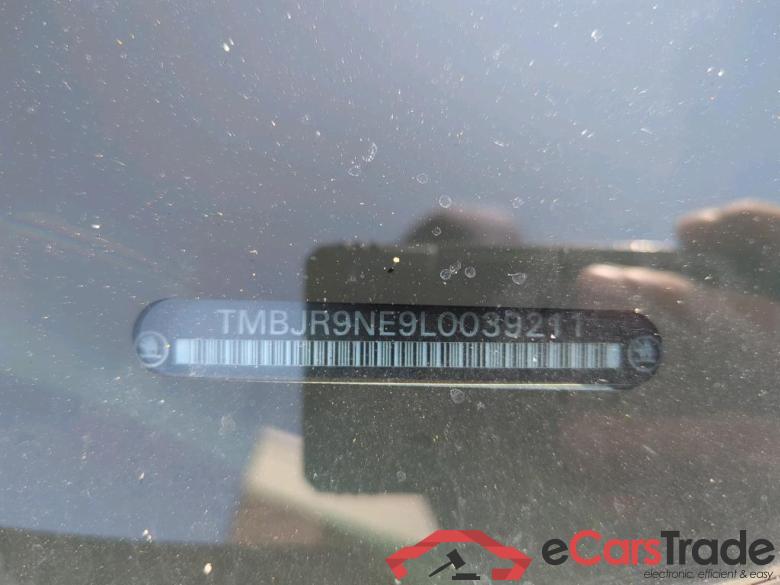 TMBJR9NE9L0039211
eCarsTrade
electronic, efficient & easy